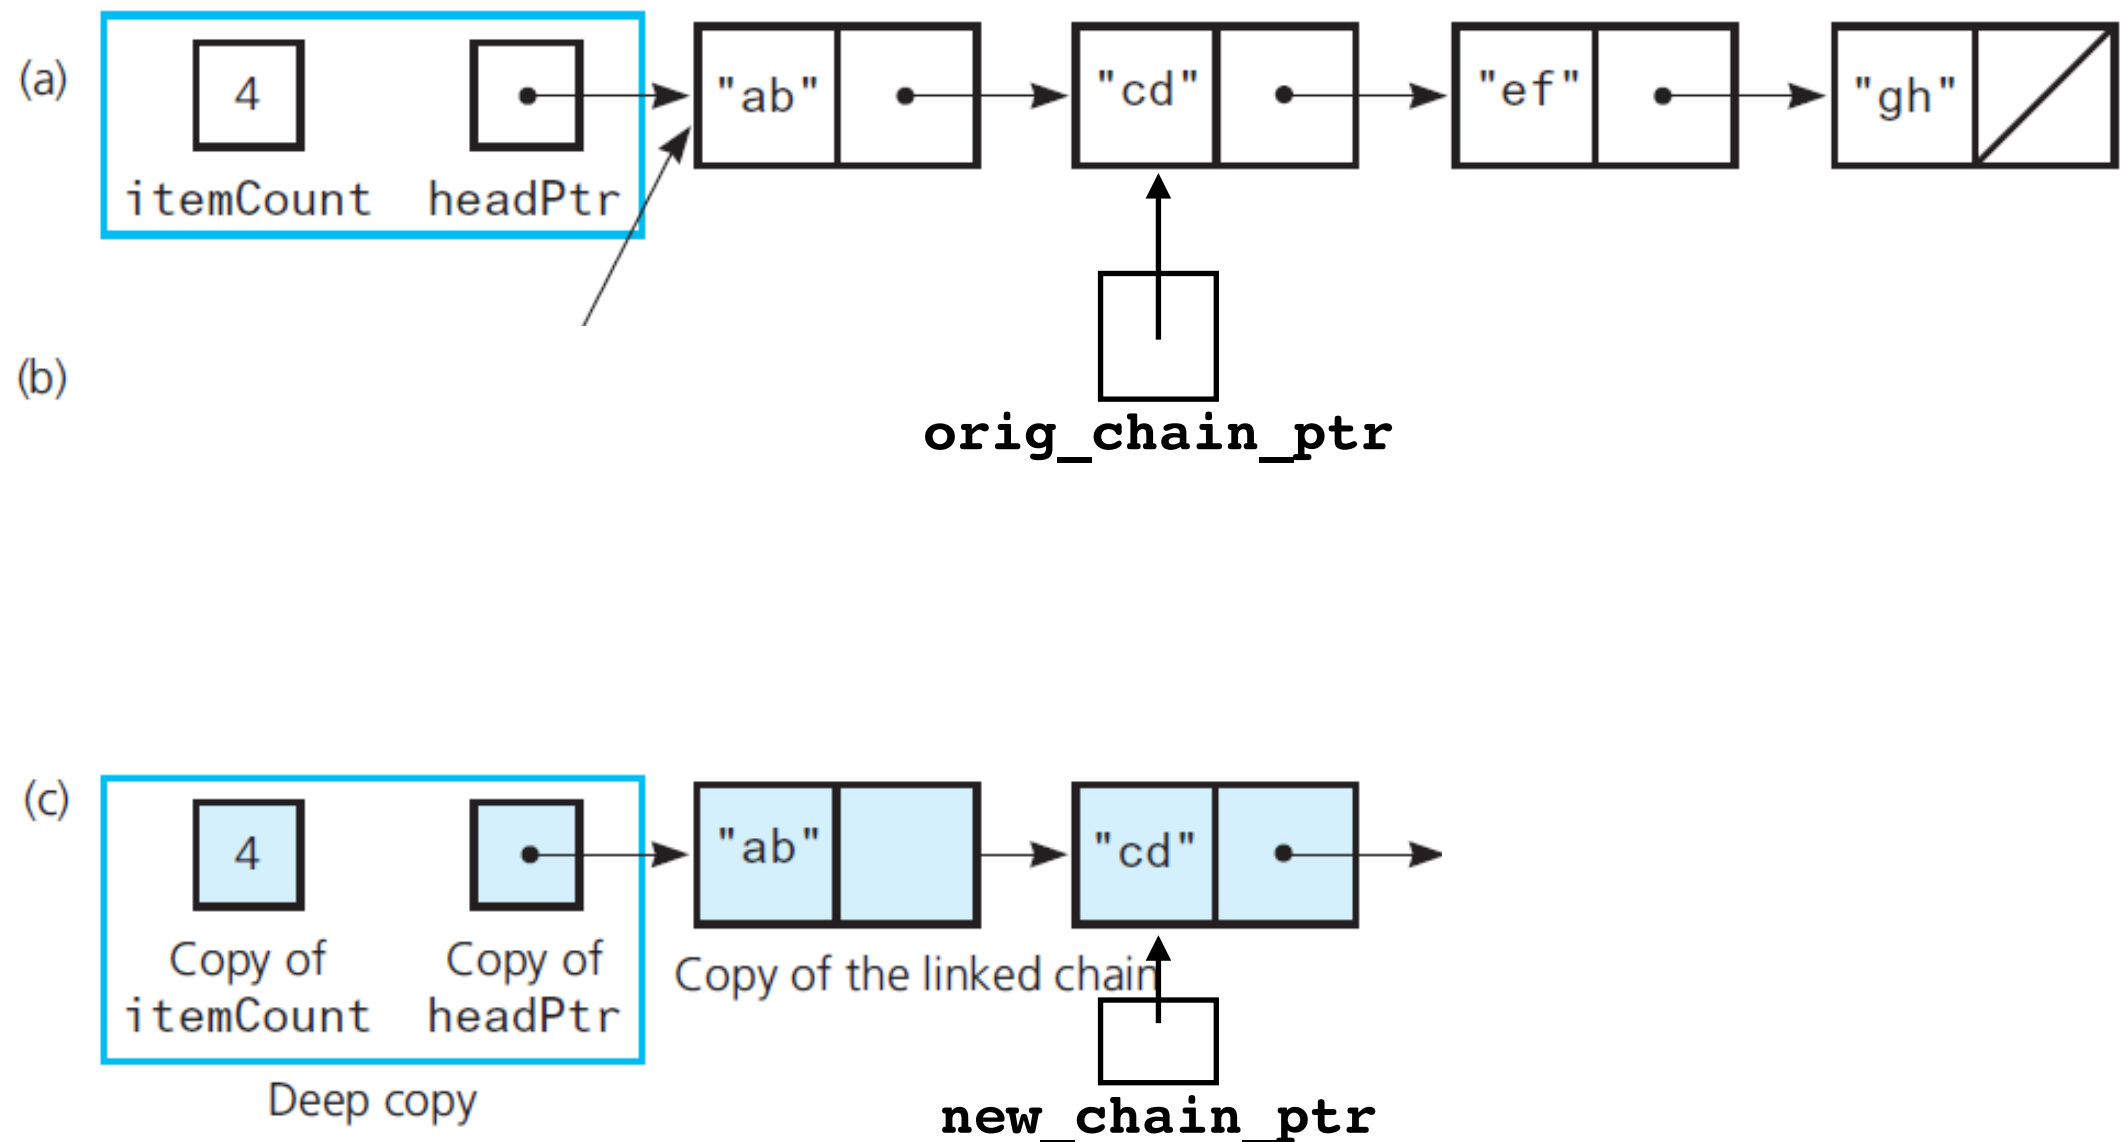 (a)
4
itemCount
headPtr
"ab"
"cd"
"ef"
"gh"
(b)
orig_chain_ptr
(c)
4
Copy of
itemCount
Copy of
headPtr
"ab"
"cd"
Copy of the linked chain
Deep copy
new_chain_ptr